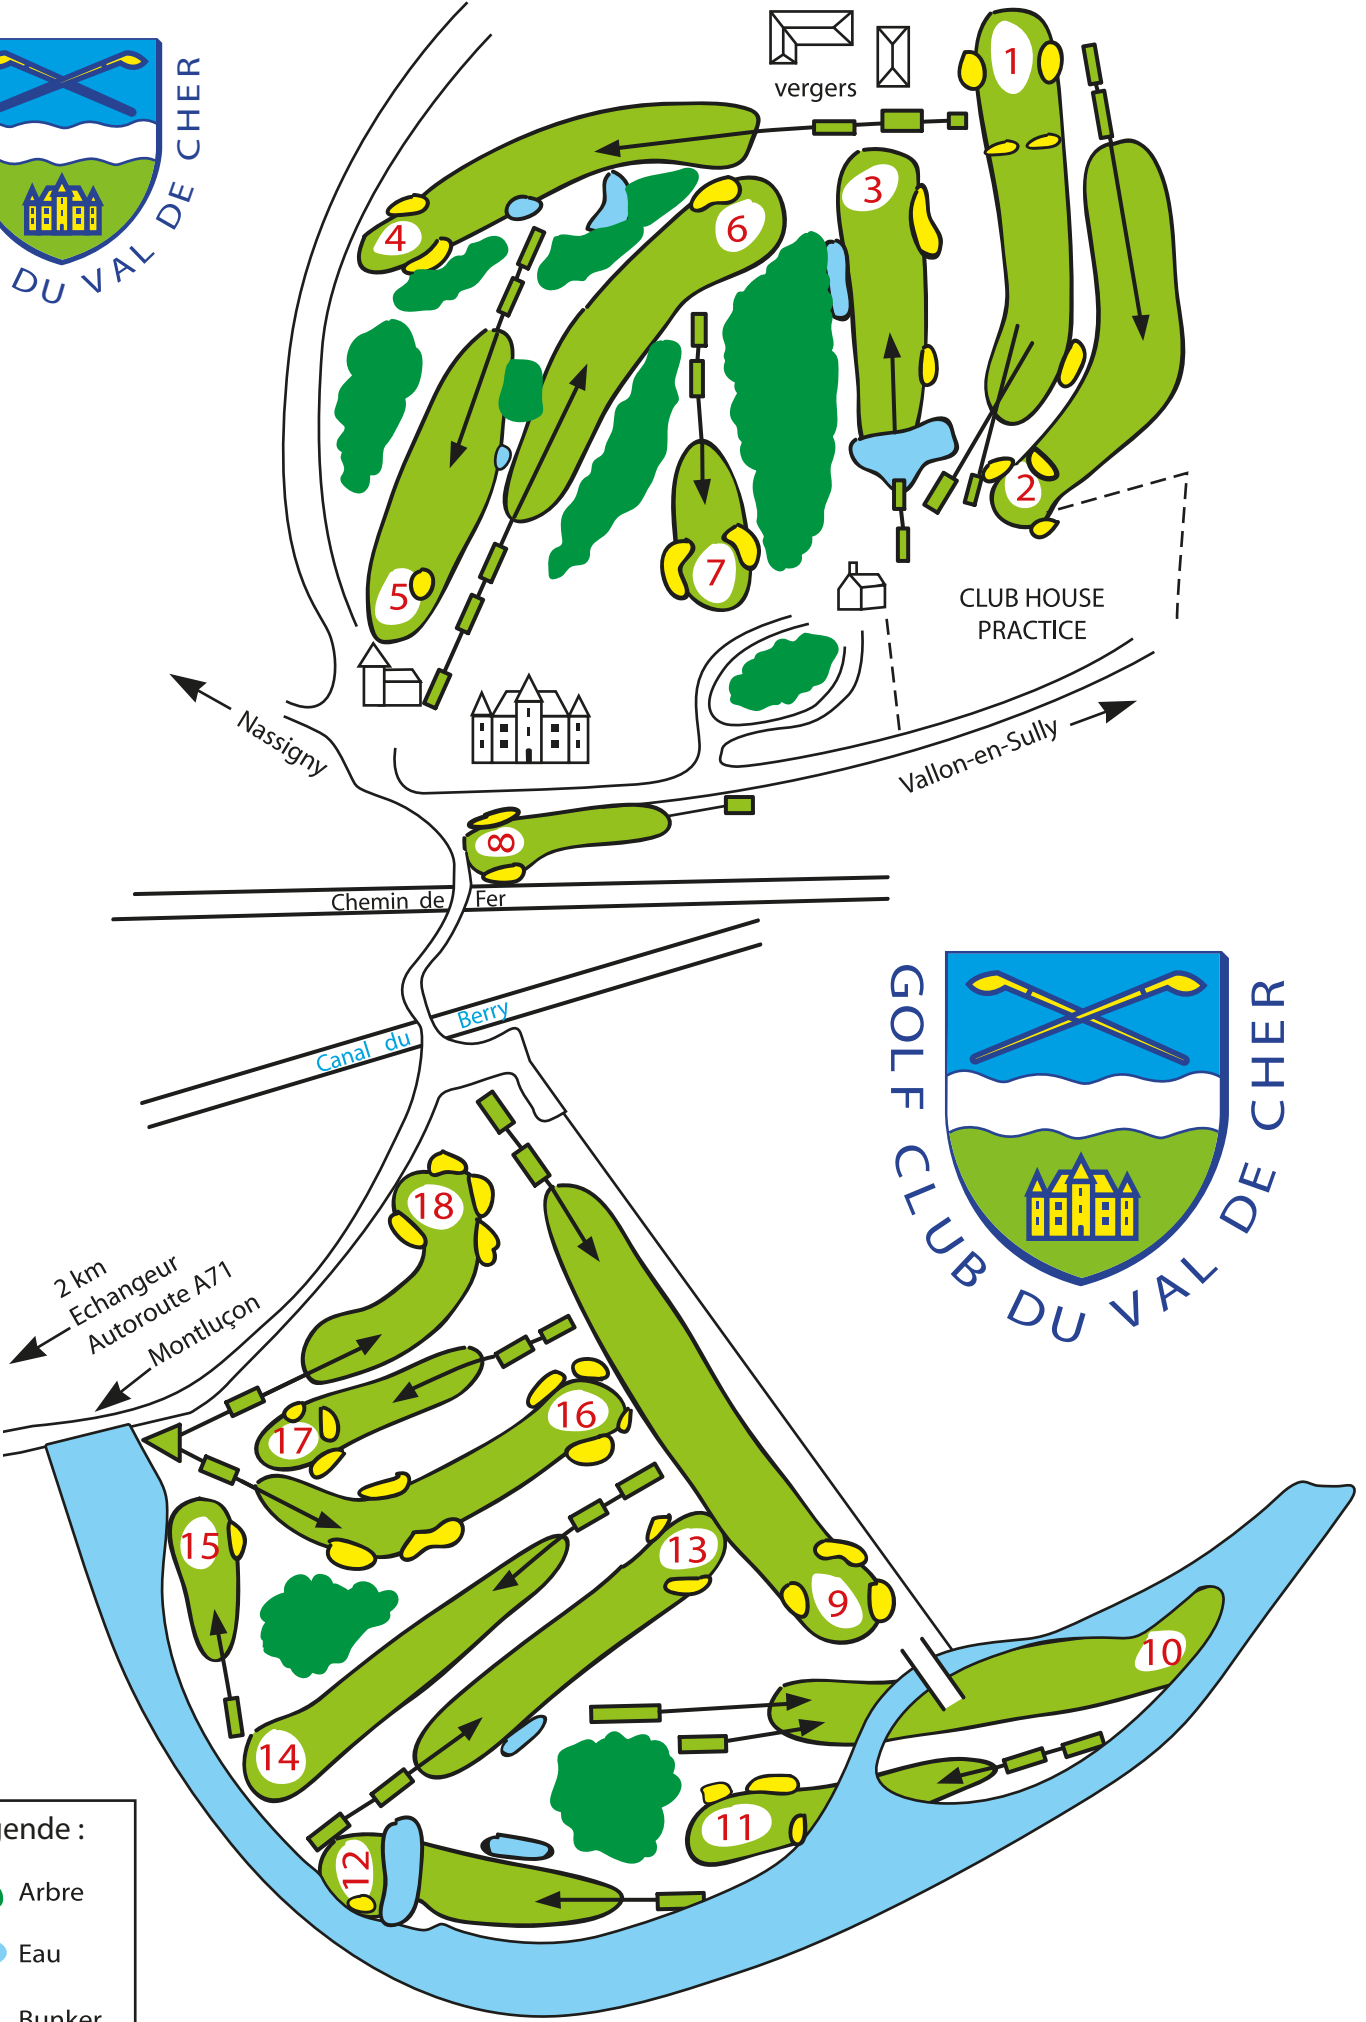 DU VAL DE CHER
vergers
1
3
4
6
2
5
7
CLUB HOUSE
PRACTICE
Nassigny
Vallon-en-Sully
8
Chemin de Fer
Canal du Berry
GOLF CLUB DU VAL DE CHER
18
2 km
Echangeur
Autoroute A71
Montluçon
16
17
15
13
9
10
14
11
12
gende :
Arbre
Eau
Bunker